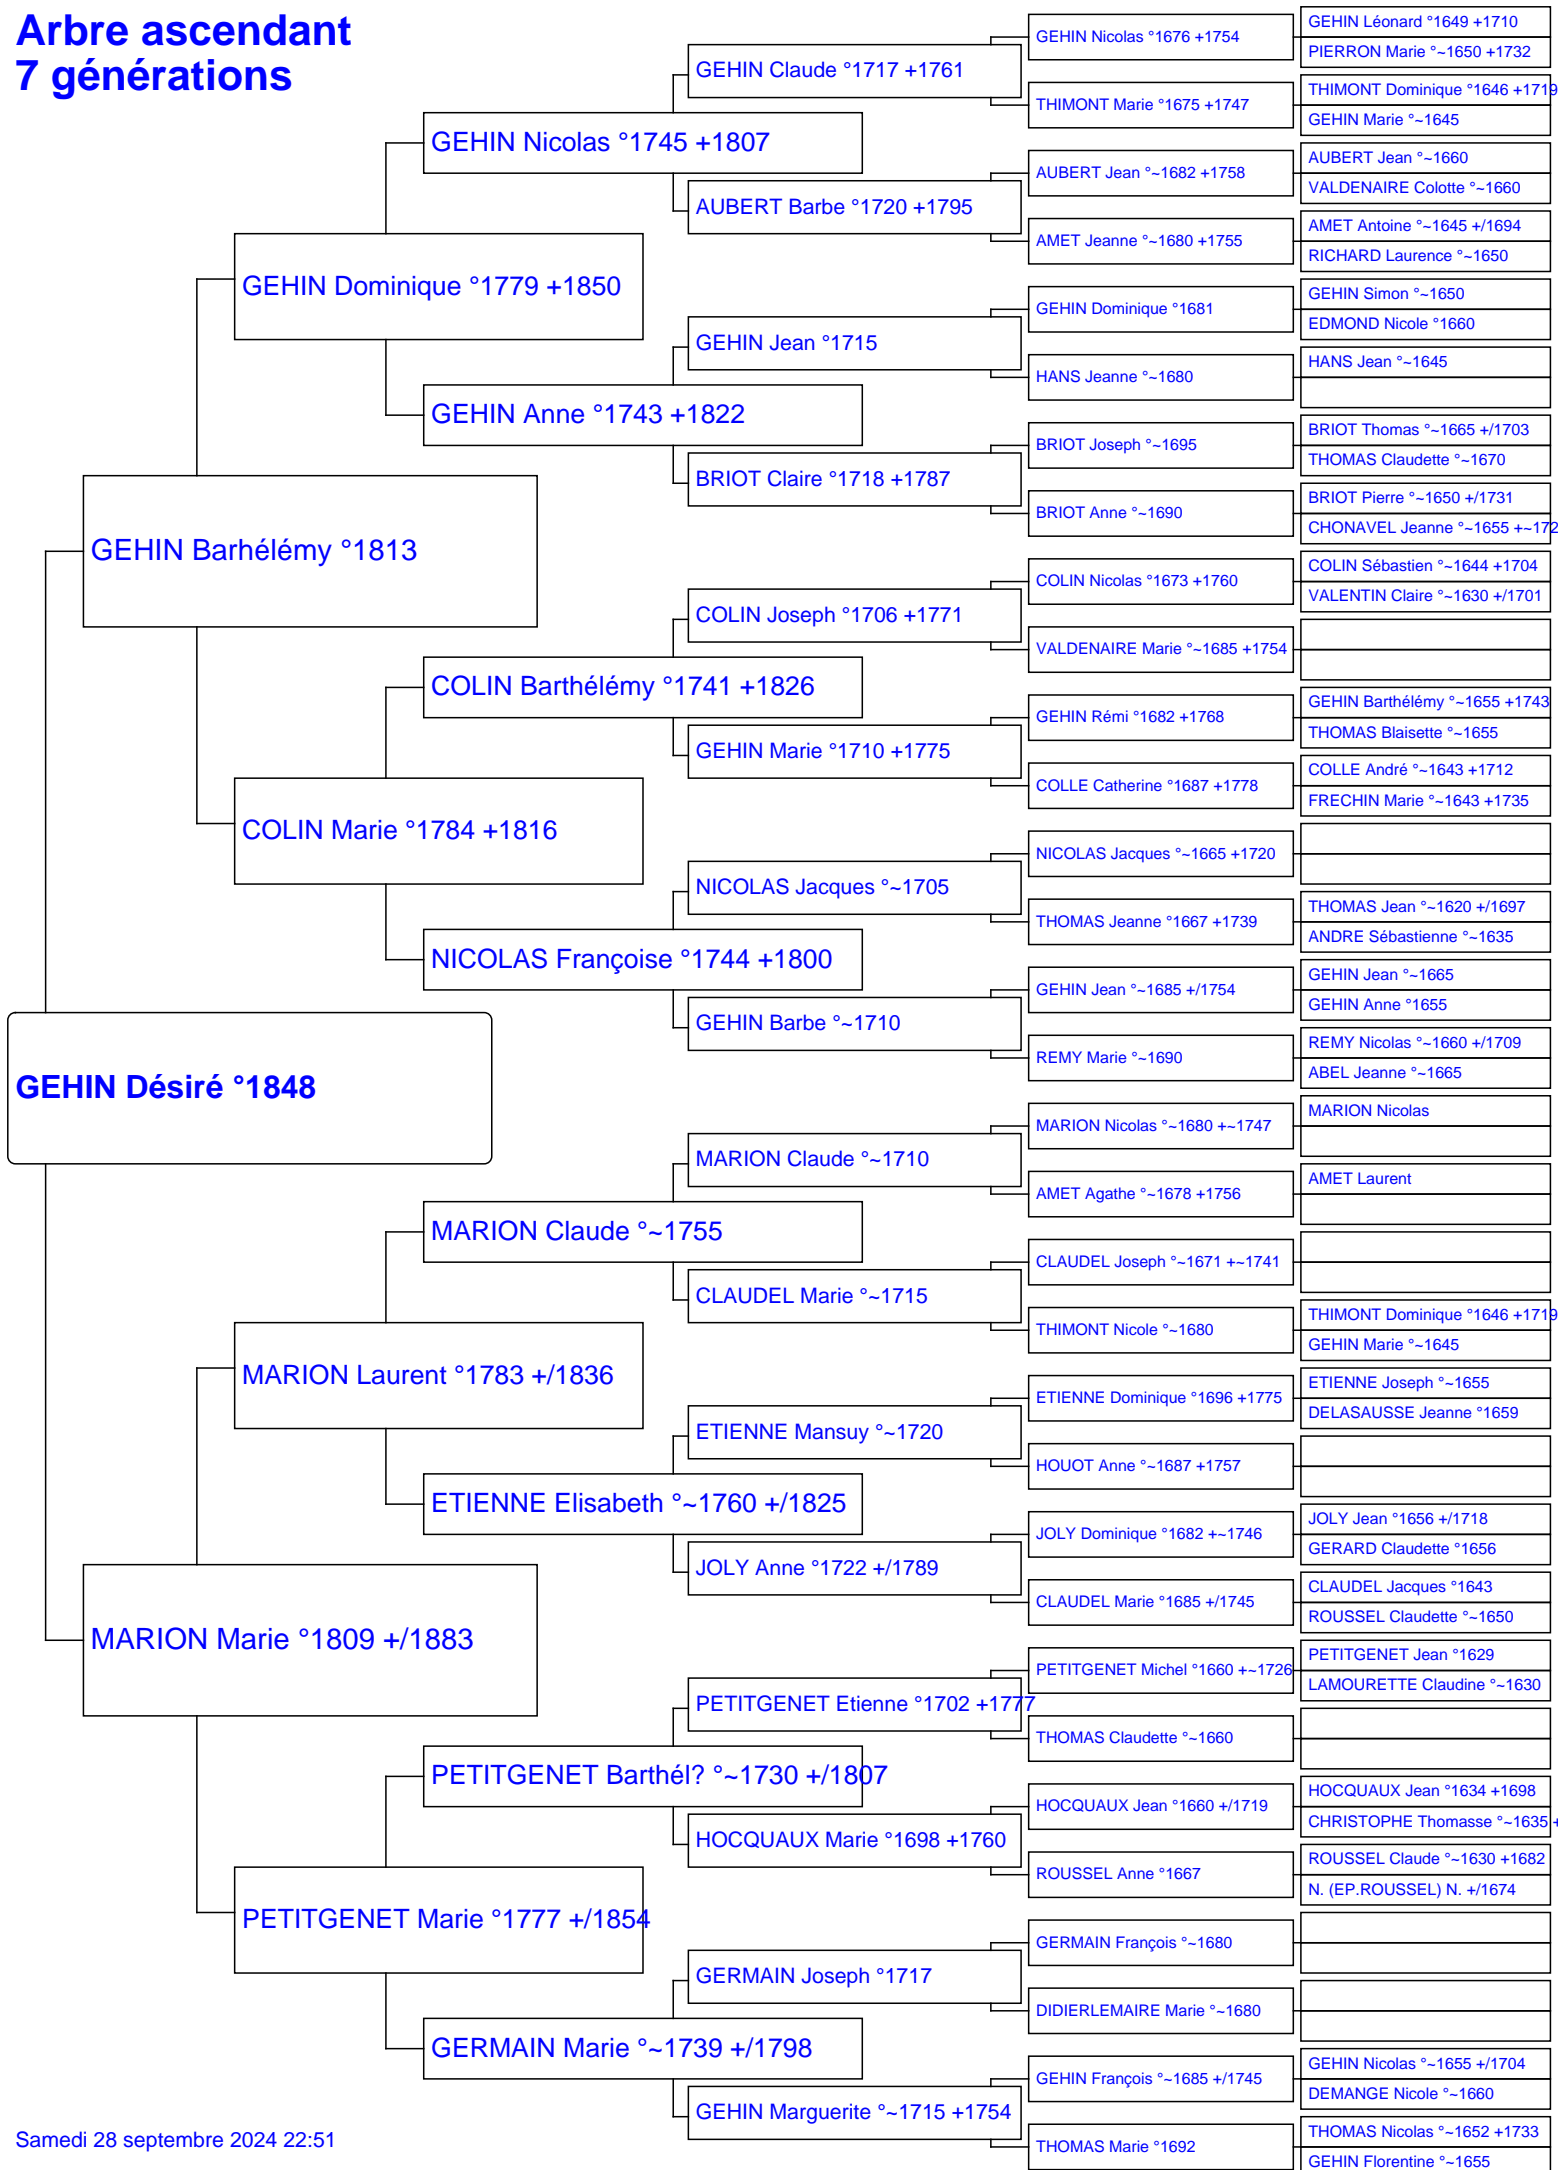 Arbre ascendant
7 générations
GEHIN Désiré °1848
GEHIN Barhélémy °1813
MARION Marie °1809 +/1883
GEHIN Dominique °1779 +1850
COLIN Marie °1784 +1816
MARION Laurent °1783 +/1836
PETITGENET Marie °1777 +/1854
GEHIN Nicolas °1745 +1807
GEHIN Anne °1743 +1822
COLIN Barthélémy °1741 +1826
NICOLAS Françoise °1744 +1800
MARION Claude °~1755
ETIENNE Elisabeth °~1760 +/1825
PETITGENET Barthél? °~1730 +/1807
GERMAIN Marie °~1739 +/1798
GEHIN Claude °1717 +1761
AUBERT Barbe °1720 +1795
GEHIN Jean °1715
BRIOT Claire °1718 +1787
COLIN Joseph °1706 +1771
GEHIN Marie °1710 +1775
NICOLAS Jacques °~1705
GEHIN Barbe °~1710
MARION Claude °~1710
CLAUDEL Marie °~1715
ETIENNE Mansuy °~1720
JOLY Anne °1722 +/1789
PETITGENET Etienne °1702 +1777
HOCQUAUX Marie °1698 +1760
GERMAIN Joseph °1717
GEHIN Marguerite °~1715 +1754
GEHIN Nicolas °1676 +1754
THIMONT Marie °1675 +1747
AUBERT Jean °~1682 +1758
AMET Jeanne °~1680 +1755
GEHIN Dominique °1681
HANS Jeanne °~1680
BRIOT Joseph °~1695
BRIOT Anne °~1690
COLIN Nicolas °1673 +1760
VALDENAIRE Marie °~1685 +1754
GEHIN Rémi °1682 +1768
COLLE Catherine °1687 +1778
NICOLAS Jacques °~1665 +1720
THOMAS Jeanne °1667 +1739
GEHIN Jean °~1685 +/1754
REMY Marie °~1690
MARION Nicolas °~1680 +~1747
AMET Agathe °~1678 +1756
CLAUDEL Joseph °~1671 +~1741
THIMONT Nicole °~1680
ETIENNE Dominique °1696 +1775
HOUOT Anne °~1687 +1757
JOLY Dominique °1682 +~1746
CLAUDEL Marie °1685 +/1745
PETITGENET Michel °1660 +~1726
THOMAS Claudette °~1660
HOCQUAUX Jean °1660 +/1719
ROUSSEL Anne °1667
GERMAIN François °~1680
DIDIERLEMAIRE Marie °~1680
GEHIN François °~1685 +/1745
THOMAS Marie °1692
GEHIN Léonard °1649 +1710
PIERRON Marie °~1650 +1732
THIMONT Dominique °1646 +1719
GEHIN Marie °~1645
AUBERT Jean °~1660
VALDENAIRE Colotte °~1660
AMET Antoine °~1645 +/1694
RICHARD Laurence °~1650
GEHIN Simon °~1650
EDMOND Nicole °1660
HANS Jean °~1645
BRIOT Thomas °~1665 +/1703
THOMAS Claudette °~1670
BRIOT Pierre °~1650 +/1731
CHONAVEL Jeanne °~1655 +~172
COLIN Sébastien °~1644 +1704
VALENTIN Claire °~1630 +/1701
GEHIN Barthélémy °~1655 +1743
THOMAS Blaisette °~1655
COLLE André °~1643 +1712
FRECHIN Marie °~1643 +1735
THOMAS Jean °~1620 +/1697
ANDRE Sébastienne °~1635
GEHIN Jean °~1665
GEHIN Anne °1655
REMY Nicolas °~1660 +/1709
ABEL Jeanne °~1665
MARION Nicolas
AMET Laurent
THIMONT Dominique °1646 +1719
GEHIN Marie °~1645
ETIENNE Joseph °~1655
DELASAUSSE Jeanne °1659
JOLY Jean °1656 +/1718
GERARD Claudette °1656
CLAUDEL Jacques °1643
ROUSSEL Claudette °~1650
PETITGENET Jean °1629
LAMOURETTE Claudine °~1630
HOCQUAUX Jean °1634 +1698
CHRISTOPHE Thomasse °~1635 +
ROUSSEL Claude °~1630 +1682
N. (EP.ROUSSEL) N. +/1674
GEHIN Nicolas °~1655 +/1704
DEMANGE Nicole °~1660
THOMAS Nicolas °~1652 +1733
GEHIN Florentine °~1655
Samedi 28 septembre 2024 22:51